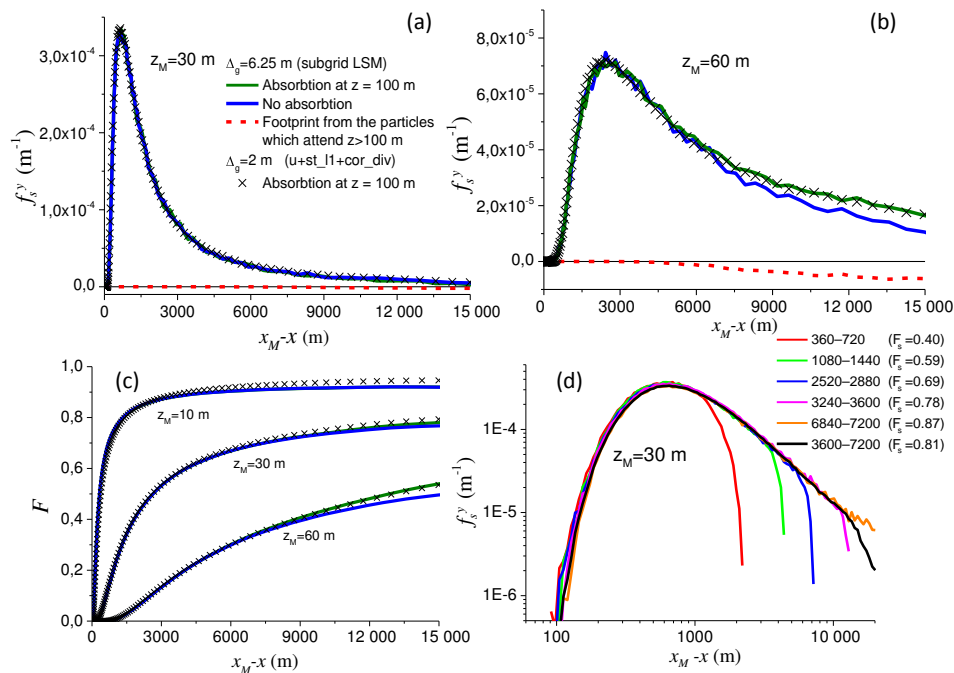 (a)
3,0x10⁻⁴
2,0x10⁻⁴
1,0x10⁻⁴
0,0
f_s^y (m⁻¹)
z_M=30 m
Δ_g=6.25 m (subgrid LSM)
Absorbtion at z = 100 m
No absorbtion
Footprint from the particles
which attend z>100 m
Δ_g=2 m (u+st_l1+cor_div)
Absorbtion at z = 100 m
0 3000 6000 9000 12 000 15 000
x_M-x (m)
(b)
8,0x10⁻⁵
6,0x10⁻⁵
4,0x10⁻⁵
2,0x10⁻⁵
0,0
f_s^y (m⁻¹)
z_M=60 m
0 3000 6000 9000 12 000 15 000
x_M-x (m)
(c)
1,0
0,8
0,6
0,4
0,2
0,0
F
z_M=10 m
z_M=30 m
z_M=60 m
0 3000 6000 9000 12 000 15 000
x_M-x (m)
(d)
360–720 (F_s=0.40)
1080–1440 (F_s=0.59)
2520–2880 (F_s=0.69)
3240–3600 (F_s=0.78)
6840–7200 (F_s=0.87)
3600–7200 (F_s=0.81)
1E-4
1E-5
1E-6
f_s^y (m⁻¹)
z_M=30 m
100 1000 10 000
x_M-x (m)